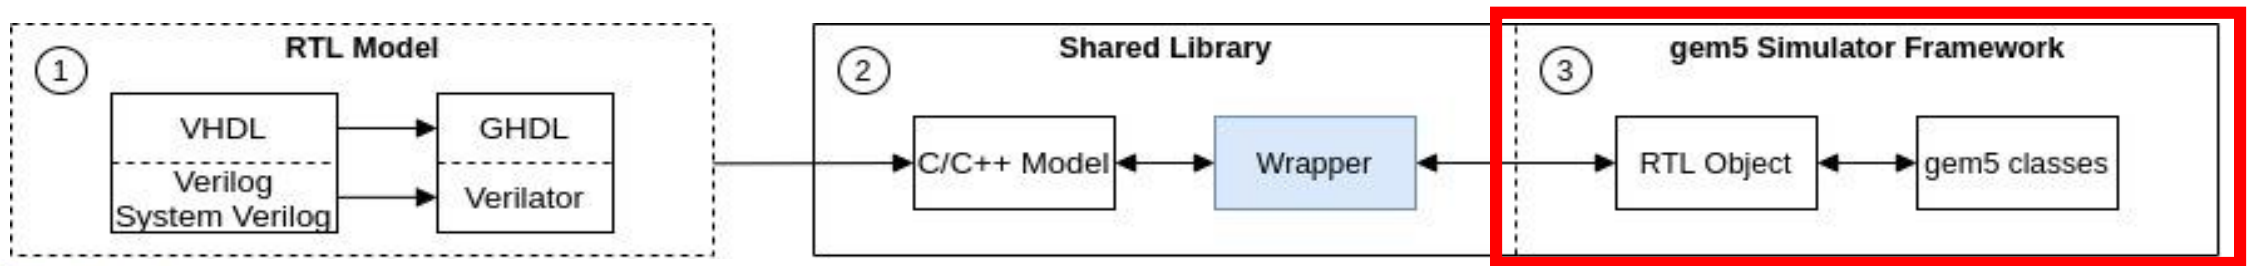 1
RTL Model
VHDL
GHDL
Verilog
System Verilog
Verilator
2
Shared Library
C/C++ Model
Wrapper
3
gem5 Simulator Framework
RTL Object
gem5 classes